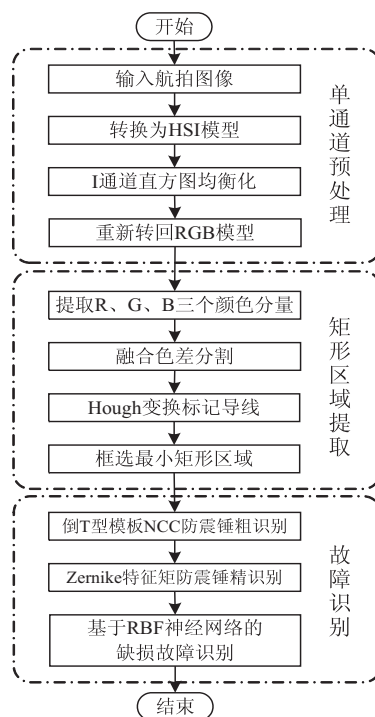 开始
输入航拍图像
转换为HSI模型
I通道直方图均衡化
重新转回RGB模型
单通道预处理
提取R、G、B三个颜色分量
融合色差分割
Hough变换标记导线
框选最小矩形区域
矩形区域提取
倒T型模板NCC防震锤粗识别
Zernike特征矩防震锤精识别
基于RBF神经网络的
缺损故障识别
故障识别
结束